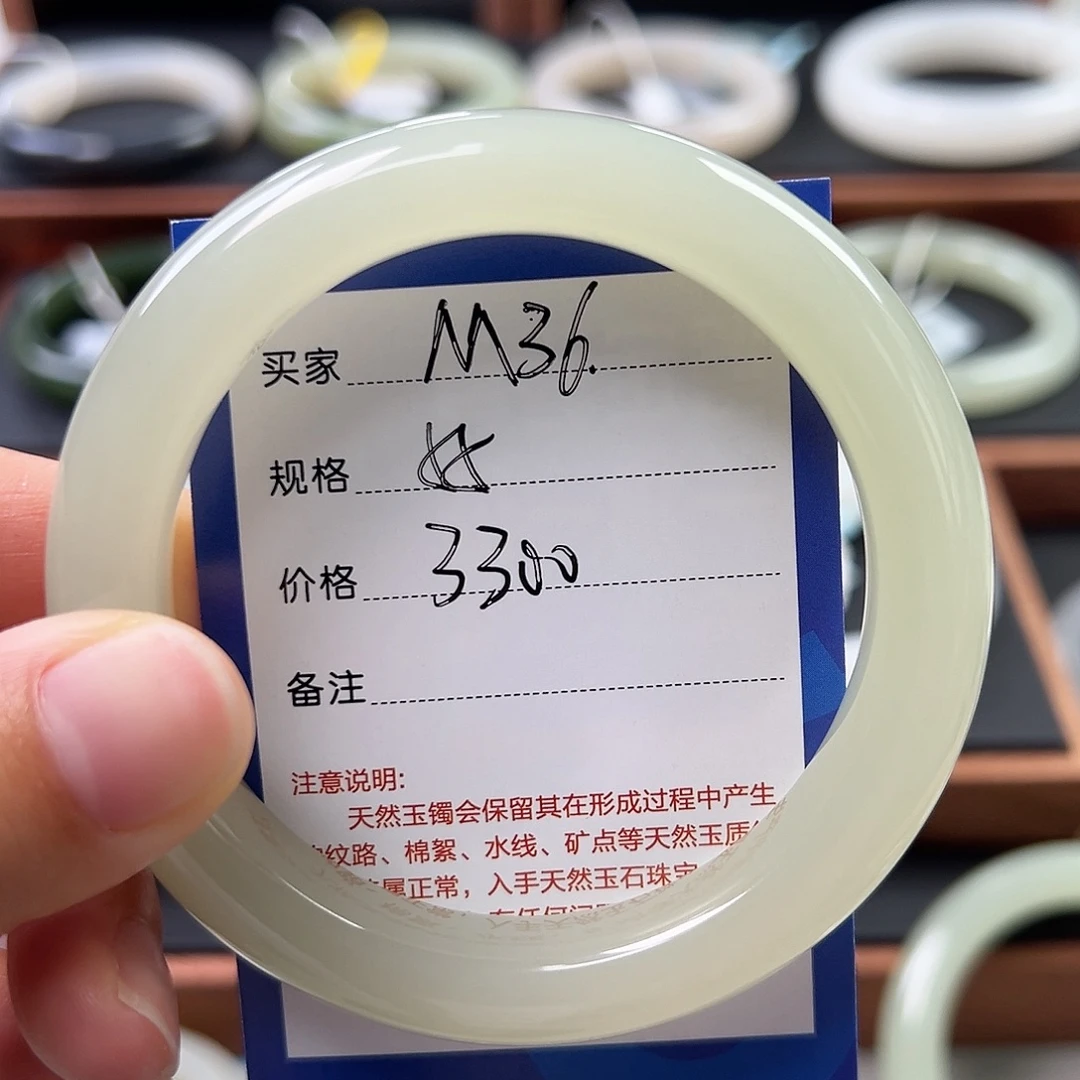 买家 M36.
规格
价格 3300
备注
注意说明:
天然玉镯会保留其在形成过程中产生
纹路、棉絮、水线、矿点等天然玉质
属正常，入手天然玉石珠宝